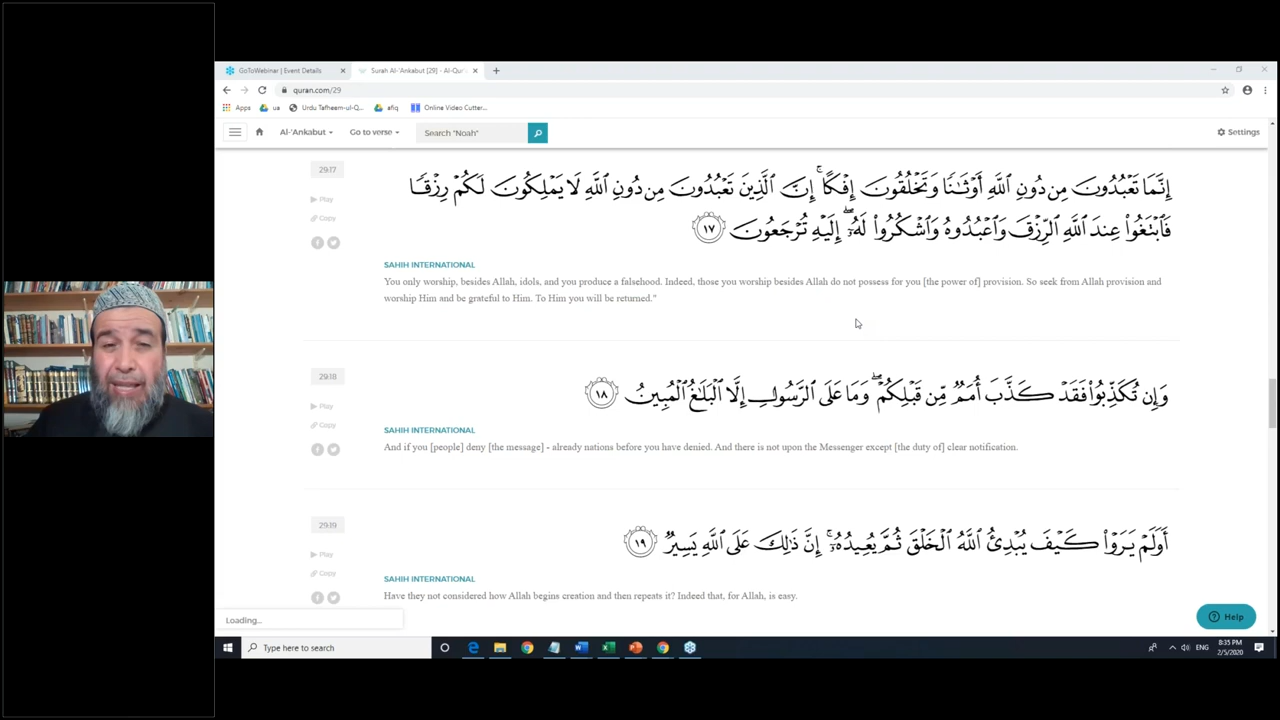 GoToWebinar | Event Details
Surah Al-'Ankabut [29] - Al-Qur'
quran.com/29
Apps
ua
Urdu Tafheem-ul-Q...
efiq
Online Video Cutter...
Al-'Ankabut
Go to verse
Search "Noah"
Settings
29:17
Play
Copy
إِنَّمَا تَعْبُدُونَ مِن دُونِ ٱللَّهِ أَوْثَـٰنًا وَتَخْلُقُونَ إِفْكًا ۚ إِنَّ ٱلَّذِينَ تَعْبُدُونَ مِن دُونِ ٱللَّهِ لَا يَمْلِكُونَ لَكُمْ رِزْقًا
فَٱبْتَغُوا۟ عِندَ ٱللَّهِ ٱلرِّزْقَ وَٱعْبُدُوهُ وَٱشْكُرُوا۟ لَهُۥٓ ۖ إِلَيْهِ تُرْجَعُونَ ١٧
SAHIH INTERNATIONAL
You only worship, besides Allah, idols, and you produce a falsehood. Indeed, those you worship besides Allah do not possess for you [the power of] provision. So seek from Allah provision and
worship Him and be grateful to Him. To Him you will be returned."
29:18
Play
Copy
وَإِن تُكَذِّبُوا۟ فَقَدْ كَذَّبَ أُمَمٌ مِّن قَبْلِكُمْ ۖ وَمَا عَلَى ٱلرَّسُولِ إِلَّا ٱلْبَلَـٰغُ ٱلْمُبِينُ ١٨
SAHIH INTERNATIONAL
And if you [people] deny [the message] - already nations before you have denied. And there is not upon the Messenger except [the duty of] clear notification.
29:19
Play
Copy
أَوَلَمْ يَرَوْا۟ كَيْفَ يُبْدِئُ ٱللَّهُ ٱلْخَلْقَ ثُمَّ يُعِيدُهُۥٓ ۚ إِنَّ ذَٰلِكَ عَلَى ٱللَّهِ يَسِيرٌ ١٩
SAHIH INTERNATIONAL
Have they not considered how Allah begins creation and then repeats it? Indeed that, for Allah, is easy.
Loading...
Help
Type here to search
ENG
8:35 PM
2/5/2020